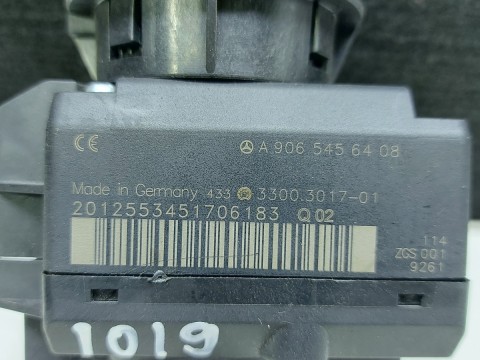 CE A 906 545 64 08
Made in Germany 433 3300.3017-01
2012553451706183 Q02
114
ZGS 001
9261
1019